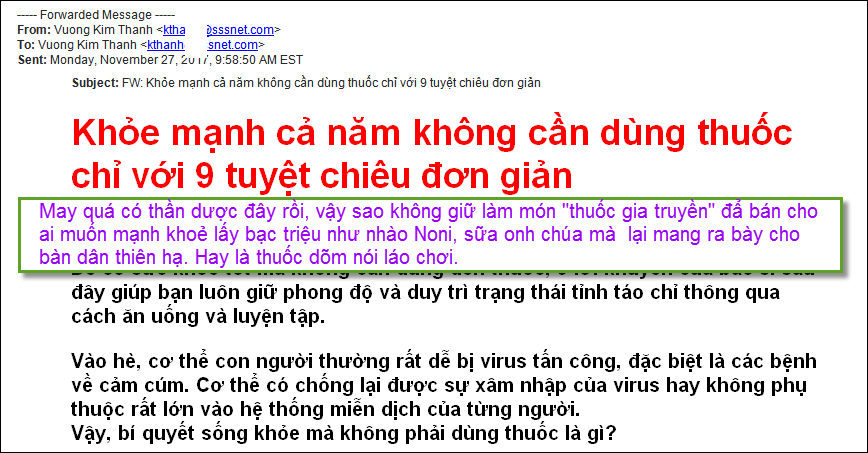 ----- Forwarded Message -----
From: Vuong Kim Thanh <ktha @sssnet.com>
To: Vuong Kim Thanh <kthanh ssnet.com>
Sent: Monday, November 27, 2017, 9:58:50 AM EST
Subject: FW: Khỏe mạnh cả năm không cần dùng thuốc chỉ với 9 tuyệt chiêu đơn giản
Khỏe mạnh cả năm không cần dùng thuốc
chỉ với 9 tuyệt chiêu đơn giản
May quá có thần dược đây rồi, vậy sao không giữ làm món "thuốc gia truyền" đẩ bán cho
ai muốn mạnh khoẻ lấy bạc triệu như nhào Noni, sữa onh chúa mà lại mang ra bày cho
bàn dân thiên hạ. Hay là thuốc dõm nói láo chơi.
đây giúp bạn luôn giữ phong độ và duy trì trạng thái tỉnh táo chỉ thông qua
cách ăn uống và luyện tập.
Vào hè, cơ thể con người thường rất dễ bị virus tấn công, đặc biệt là các bệnh
về cảm cúm. Cơ thể có chống lại được sự xâm nhập của virus hay không phụ
thuộc rất lớn vào hệ thống miễn dịch của từng người.
Vậy, bí quyết sống khỏe mà không phải dùng thuốc là gì?